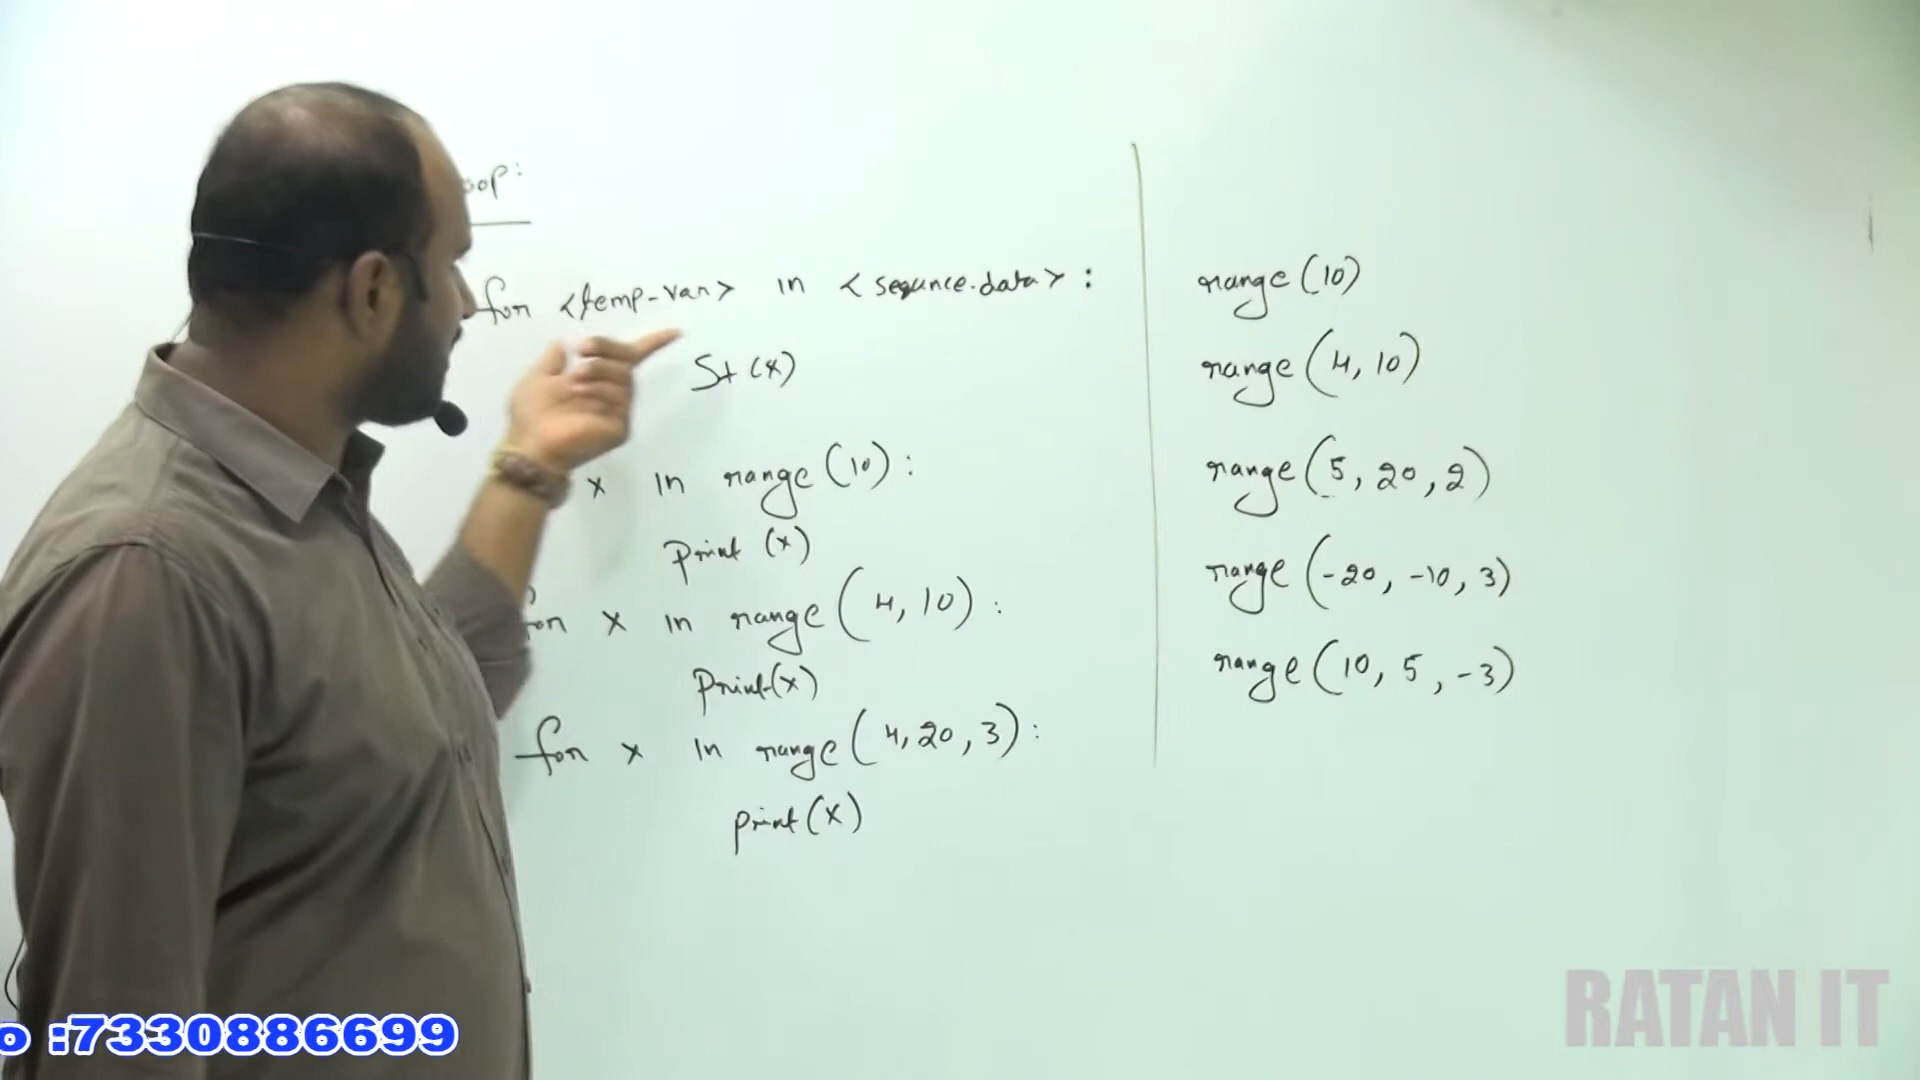 oop:
for <temp-var> in <sequnce.data> :
St (x)
x in range (10) :
print (x)
for x in range (4, 10) :
print(x)
for x in range (4, 20, 3) :
print (x)
range (10)
range (4, 10)
range (5, 20, 2)
range (-20, -10, 3)
range (10, 5, -3)
o :7330886699
RATAN IT